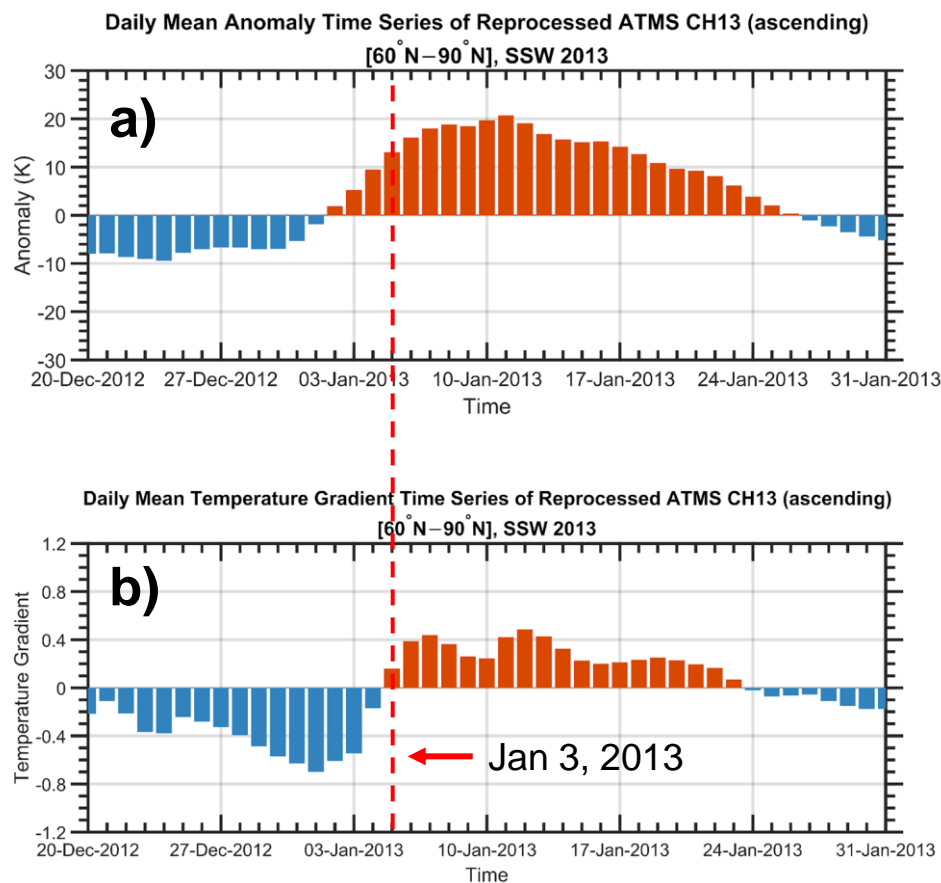 Daily Mean Anomaly Time Series of Reprocessed ATMS CH13 (ascending)
[60°N−90°N], SSW 2013
a)
Anomaly (K)
30
20
10
0
-10
-20
-30
20-Dec-2012 27-Dec-2012 03-Jan-2013 10-Jan-2013 17-Jan-2013 24-Jan-2013 31-Jan-2013
Time
Daily Mean Temperature Gradient Time Series of Reprocessed ATMS CH13 (ascending)
[60°N−90°N], SSW 2013
b)
Temperature Gradient
1.2
0.8
0.4
0
-0.4
-0.8
-1.2
Jan 3, 2013
20-Dec-2012 27-Dec-2012 03-Jan-2013 10-Jan-2013 17-Jan-2013 24-Jan-2013 31-Jan-2013
Time